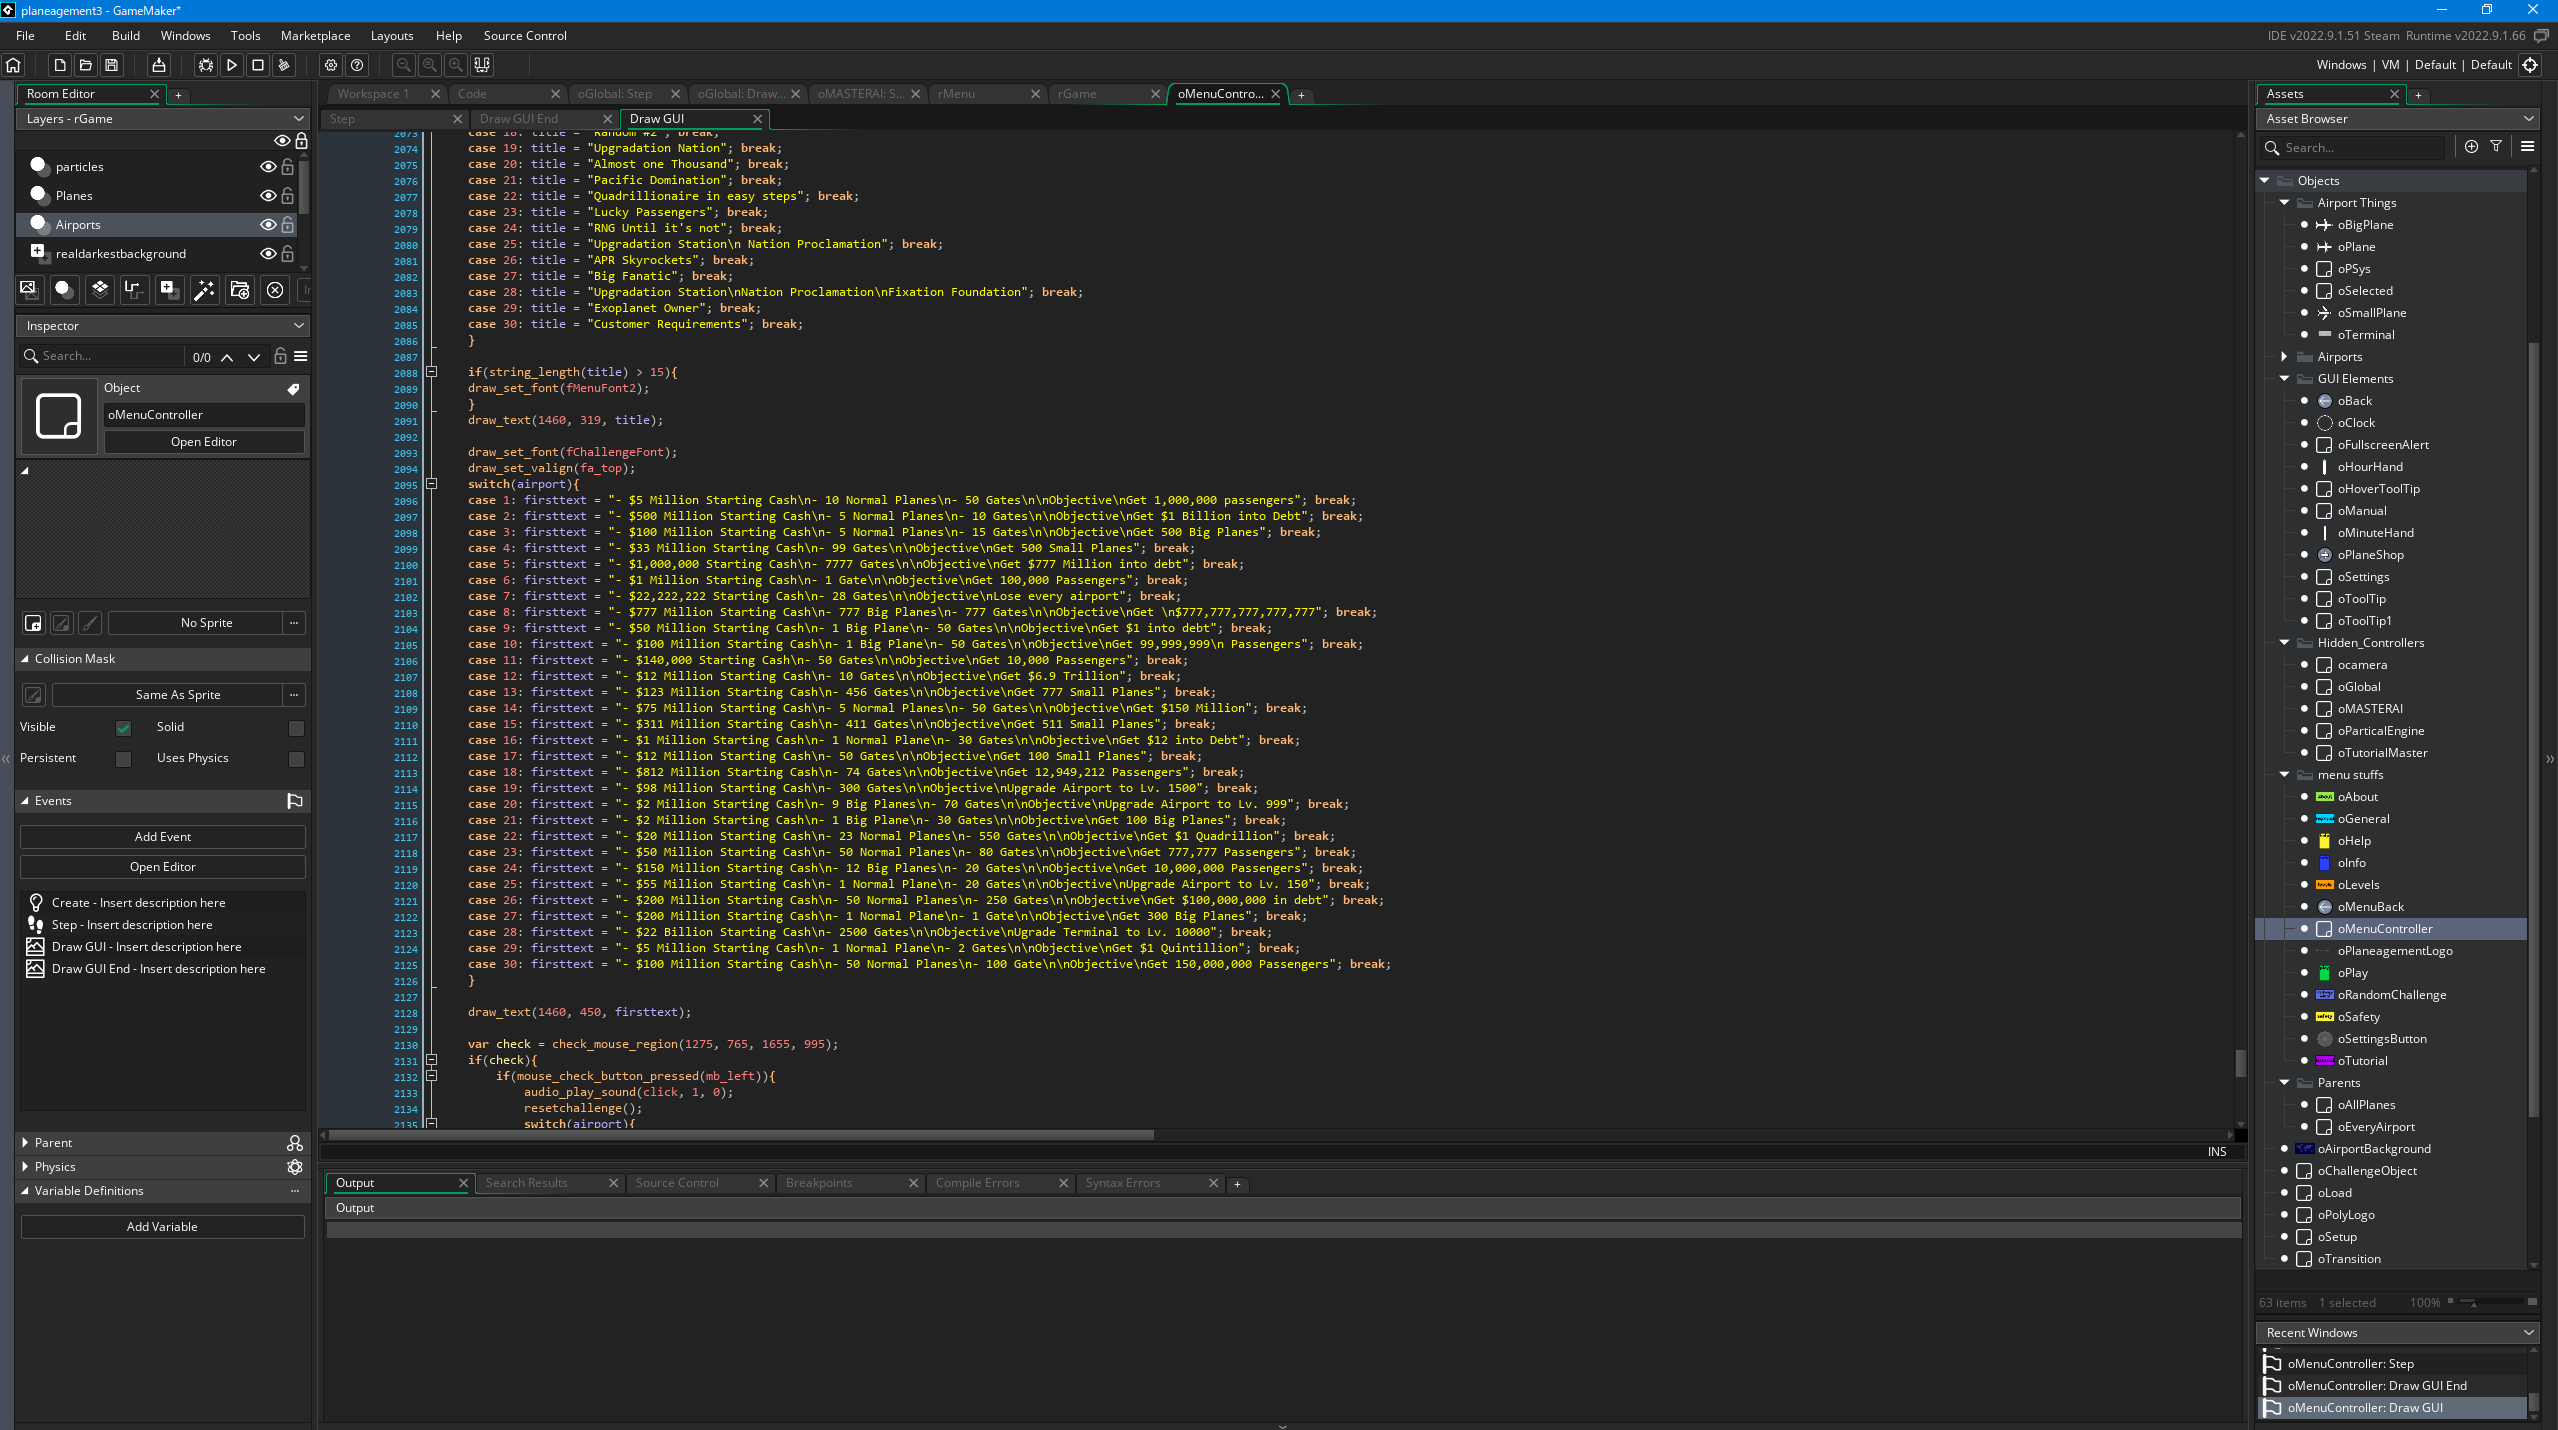 planeagement3 - GameMaker*
File Edit Build Windows Tools Marketplace Layouts Help Source Control
IDE v2022.9.1.51 Steam Runtime v2022.9.1.66
Windows | VM | Default | Default
Room Editor
Layers - rGame
particles
Planes
Airports
realdarkestbackground
Inspector
Search...
0/0
Object
oMenuController
Open Editor
No Sprite
...
Collision Mask
Same As Sprite
...
Visible
Solid
Persistent
Uses Physics
Events
Add Event
Open Editor
Create - Insert description here
Step - Insert description here
Draw GUI - Insert description here
Draw GUI End - Insert description here
Parent
Physics
Variable Definitions
...
Add Variable
Workspace 1
Code
oGlobal: Step
oGlobal: Draw...
oMASTERAI: S...
rMenu
rGame
oMenuContro...
Step
Draw GUI End
Draw GUI
2073 case 18: title = "Random #2"; break;
2074 case 19: title = "Upgradation Nation"; break;
2075 case 20: title = "Almost one Thousand"; break;
2076 case 21: title = "Pacific Domination"; break;
2077 case 22: title = "Quadrillionaire in easy steps"; break;
2078 case 23: title = "Lucky Passengers"; break;
2079 case 24: title = "RNG Until it's not"; break;
2080 case 25: title = "Upgradation Station\n Nation Proclamation"; break;
2081 case 26: title = "APR Skyrockets"; break;
2082 case 27: title = "Big Fanatic"; break;
2083 case 28: title = "Upgradation Station\nNation Proclamation\nFixation Foundation"; break;
2084 case 29: title = "Exoplanet Owner"; break;
2085 case 30: title = "Customer Requirements"; break;
2086 }
2087
2088 if(string_length(title) > 15){
2089 draw_set_font(fMenuFont2);
2090 }
2091 draw_text(1460, 319, title);
2092
2093 draw_set_font(fChallengeFont);
2094 draw_set_valign(fa_top);
2095 switch(airport){
2096 case 1: firsttext = "- $5 Million Starting Cash\n- 10 Normal Planes\n- 50 Gates\n\nObjective\nGet 1,000,000 passengers"; break;
2097 case 2: firsttext = "- $500 Million Starting Cash\n- 5 Normal Planes\n- 10 Gates\n\nObjective\nGet $1 Billion into Debt"; break;
2098 case 3: firsttext = "- $100 Million Starting Cash\n- 5 Normal Planes\n- 15 Gates\n\nObjective\nGet 500 Big Planes"; break;
2099 case 4: firsttext = "- $33 Million Starting Cash\n- 99 Gates\n\nObjective\nGet 500 Small Planes"; break;
2100 case 5: firsttext = "- $1,000,000 Starting Cash\n- 7777 Gates\n\nObjective\nGet $777 Million into debt"; break;
2101 case 6: firsttext = "- $1 Million Starting Cash\n- 1 Gate\n\nObjective\nGet 100,000 Passengers"; break;
2102 case 7: firsttext = "- $22,222,222 Starting Cash\n- 28 Gates\n\nObjective\nLose every airport"; break;
2103 case 8: firsttext = "- $777 Million Starting Cash\n- 777 Big Planes\n- 777 Gates\n\nObjective\nGet \n$777,777,777,777,777"; break;
2104 case 9: firsttext = "- $50 Million Starting Cash\n- 1 Big Plane\n- 50 Gates\n\nObjective\nGet $1 into debt"; break;
2105 case 10: firsttext = "- $100 Million Starting Cash\n- 1 Big Plane\n- 50 Gates\n\nObjective\nGet 99,999,999\n Passengers"; break;
2106 case 11: firsttext = "- $140,000 Starting Cash\n- 50 Gates\n\nObjective\nGet 10,000 Passengers"; break;
2107 case 12: firsttext = "- $12 Million Starting Cash\n- 10 Gates\n\nObjective\nGet $6.9 Trillion"; break;
2108 case 13: firsttext = "- $123 Million Starting Cash\n- 456 Gates\n\nObjective\nGet 777 Small Planes"; break;
2109 case 14: firsttext = "- $75 Million Starting Cash\n- 5 Normal Planes\n- 50 Gates\n\nObjective\nGet $150 Million"; break;
2110 case 15: firsttext = "- $311 Million Starting Cash\n- 411 Gates\n\nObjective\nGet 511 Small Planes"; break;
2111 case 16: firsttext = "- $1 Million Starting Cash\n- 1 Normal Plane\n- 30 Gates\n\nObjective\nGet $12 into Debt"; break;
2112 case 17: firsttext = "- $12 Million Starting Cash\n- 50 Gates\n\nObjective\nGet 100 Small Planes"; break;
2113 case 18: firsttext = "- $812 Million Starting Cash\n- 74 Gates\n\nObjective\nGet 12,949,212 Passengers"; break;
2114 case 19: firsttext = "- $98 Million Starting Cash\n- 300 Gates\n\nObjective\nUpgrade Airport to Lv. 1500"; break;
2115 case 20: firsttext = "- $2 Million Starting Cash\n- 9 Big Planes\n- 70 Gates\n\nObjective\nUpgrade Airport to Lv. 999"; break;
2116 case 21: firsttext = "- $2 Million Starting Cash\n- 1 Big Plane\n- 30 Gates\n\nObjective\nGet 100 Big Planes"; break;
2117 case 22: firsttext = "- $20 Million Starting Cash\n- 23 Normal Planes\n- 550 Gates\n\nObjective\nGet $1 Quadrillion"; break;
2118 case 23: firsttext = "- $50 Million Starting Cash\n- 50 Normal Planes\n- 80 Gates\n\nObjective\nGet 777,777 Passengers"; break;
2119 case 24: firsttext = "- $150 Million Starting Cash\n- 12 Big Planes\n- 20 Gates\n\nObjective\nGet 10,000,000 Passengers"; break;
2120 case 25: firsttext = "- $55 Million Starting Cash\n- 1 Normal Plane\n- 20 Gates\n\nObjective\nUpgrade Airport to Lv. 150"; break;
2121 case 26: firsttext = "- $200 Million Starting Cash\n- 50 Normal Planes\n- 250 Gates\n\nObjective\nGet $100,000,000 in debt"; break;
2122 case 27: firsttext = "- $200 Million Starting Cash\n- 1 Normal Plane\n- 1 Gate\n\nObjective\nGet 300 Big Planes"; break;
2123 case 28: firsttext = "- $22 Billion Starting Cash\n- 2500 Gates\n\nObjective\nUgrade Terminal to Lv. 10000"; break;
2124 case 29: firsttext = "- $5 Million Starting Cash\n- 1 Normal Plane\n- 2 Gates\n\nObjective\nGet $1 Quintillion"; break;
2125 case 30: firsttext = "- $100 Million Starting Cash\n- 50 Normal Planes\n- 100 Gate\n\nObjective\nGet 150,000,000 Passengers"; break;
2126 }
2127
2128 draw_text(1460, 450, firsttext);
2129
2130 var check = check_mouse_region(1275, 765, 1655, 995);
2131 if(check){
2132 if(mouse_check_button_pressed(mb_left)){
2133 audio_play_sound(click, 1, 0);
2134 resetchallenge();
2135 switch(airport){
INS
Output
Search Results
Source Control
Breakpoints
Compile Errors
Syntax Errors
Output
Assets
Asset Browser
Search...
Objects
Airport Things
oBigPlane
oPlane
oPSys
oSelected
oSmallPlane
oTerminal
Airports
GUI Elements
oBack
oClock
oFullscreenAlert
oHourHand
oHoverToolTip
oManual
oMinuteHand
oPlaneShop
oSettings
oToolTip
oToolTip1
Hidden_Controllers
ocamera
oGlobal
oMASTERAI
oParticalEngine
oTutorialMaster
menu stuffs
oAbout
oGeneral
oHelp
oInfo
oLevels
oMenuBack
oMenuController
oPlaneagementLogo
oPlay
oRandomChallenge
oSafety
oSettingsButton
oTutorial
Parents
oAllPlanes
oEveryAirport
oAirportBackground
oChallengeObject
oLoad
oPolyLogo
oSetup
oTransition
63 items 1 selected 100%
Recent Windows
oMenuController: Step
oMenuController: Draw GUI End
oMenuController: Draw GUI